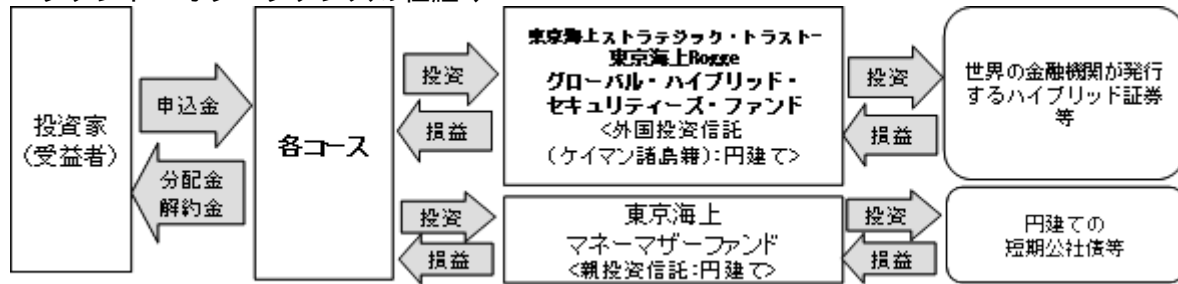 投資家
(受益者)
申込金
分配金
解約金
各コース
投資
損益
東京海上ストラテジック・トラストー
東京海上Rogge
グローバル・ハイブリッド・
セキュリティーズ・ファンド
<外国投資信託
(ケイマン諸島籍):円建て>
投資
損益
世界の金融機関が発行
するハイブリッド証券
等
投資
損益
東京海上
マネーマザーファンド
<親投資信託:円建て>
投資
損益
円建ての
短期公社債等